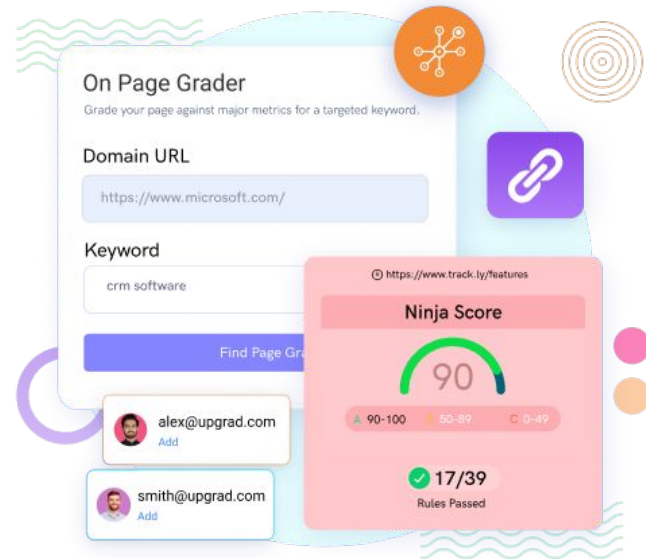 On Page Grader
Grade your page against major metrics for a targeted keyword.
Domain URL
https://www.microsoft.com/
Keyword
crm software
Find Page Gra
https://www.track.ly/features
Ninja Score
90
A 90-100 B 50-89 C 0-49
17/39
Rules Passed
alex@upgrad.com
Add
smith@upgrad.com
Add